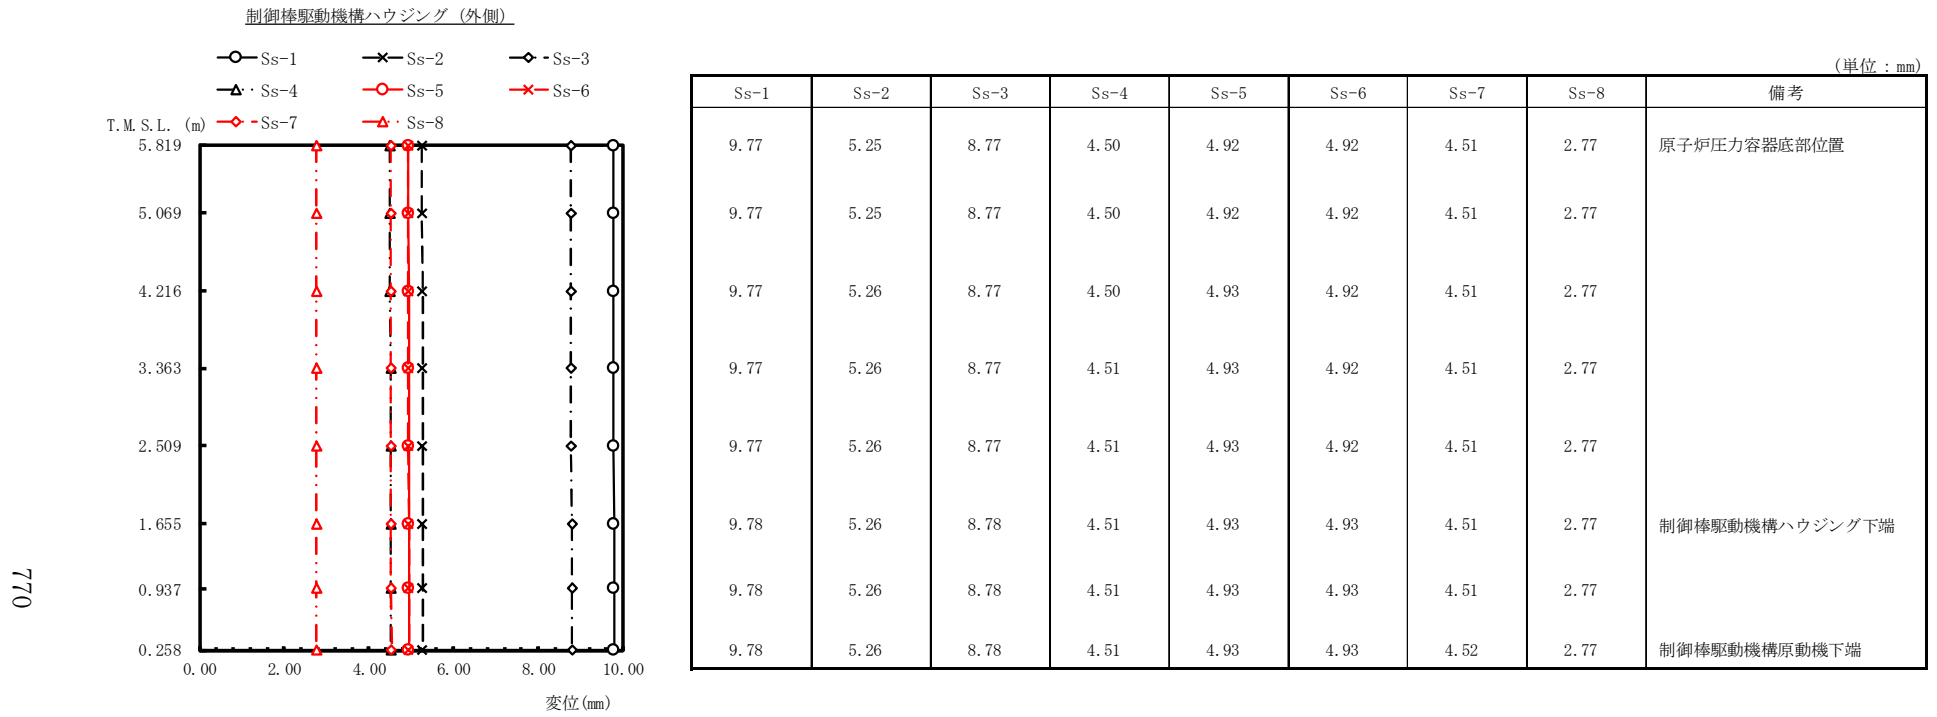 制御棒駆動機構ハウジング (外側)
Ss-1 Ss-2 Ss-3
Ss-4 Ss-5 Ss-6
Ss-7 Ss-8
T.M.S.L. (m)
5.819
5.069
4.216
3.363
2.509
1.655
0.937
0.258
0.00 2.00 4.00 6.00 8.00 10.00
変位(mm)
(単位：mm)
Ss-1 Ss-2 Ss-3 Ss-4 Ss-5 Ss-6 Ss-7 Ss-8 備考
9.77 5.25 8.77 4.50 4.92 4.92 4.51 2.77 原子炉圧力容器底部位置
9.77 5.25 8.77 4.50 4.92 4.92 4.51 2.77
9.77 5.26 8.77 4.50 4.93 4.92 4.51 2.77
9.77 5.26 8.77 4.51 4.93 4.92 4.51 2.77
9.77 5.26 8.77 4.51 4.93 4.92 4.51 2.77
9.78 5.26 8.78 4.51 4.93 4.93 4.51 2.77 制御棒駆動機構ハウジング下端
9.78 5.26 8.78 4.51 4.93 4.93 4.51 2.77
9.78 5.26 8.78 4.51 4.93 4.93 4.52 2.77 制御棒駆動機構原動機下端
770